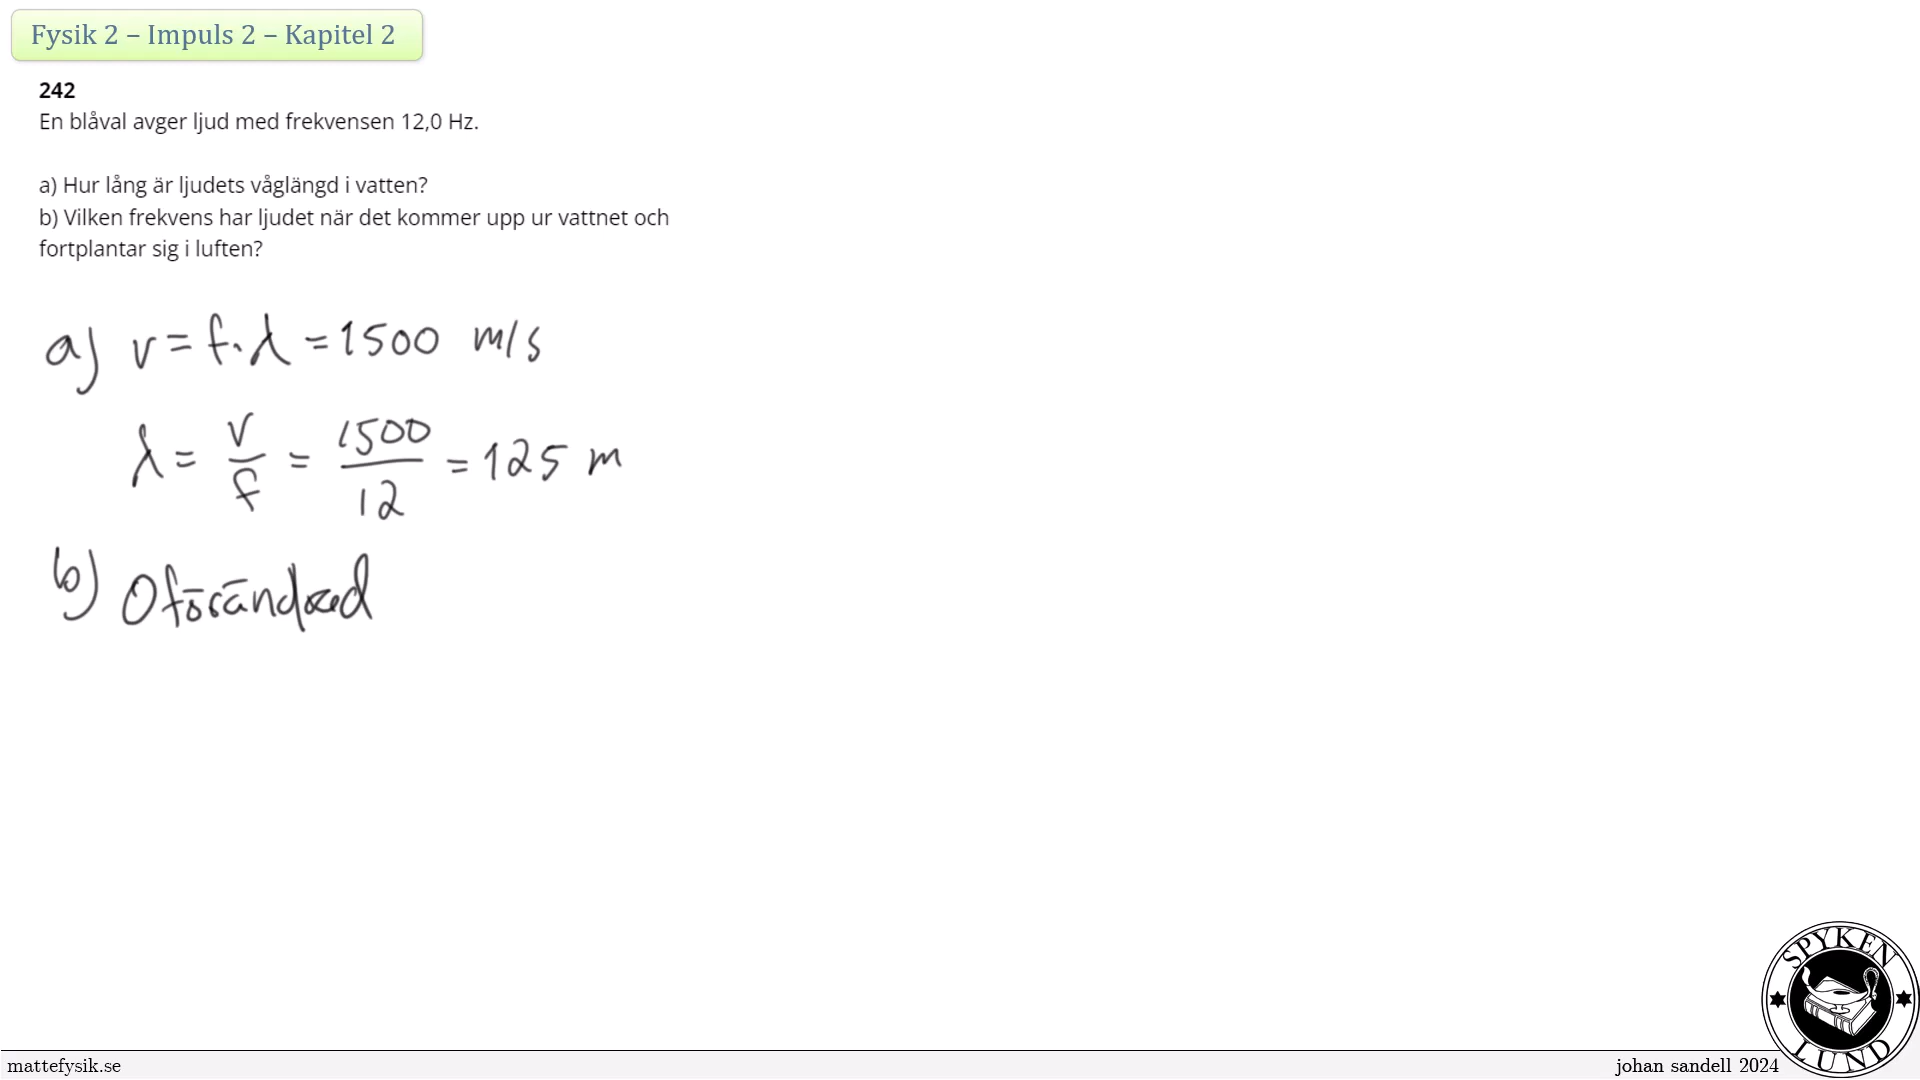 Fysik 2 – Impuls 2 – Kapitel 2
242
En blåval avger ljud med frekvensen 12,0 Hz.
a) Hur lång är ljudets våglängd i vatten?
b) Vilken frekvens har ljudet när det kommer upp ur vattnet och
fortplantar sig i luften?
a) v = f·λ = 1500 m/s
λ = v/f = 1500/12 = 125 m
b) Oförändrad
SPYKEN
LUND
mattefysik.se
johan sandell 2024